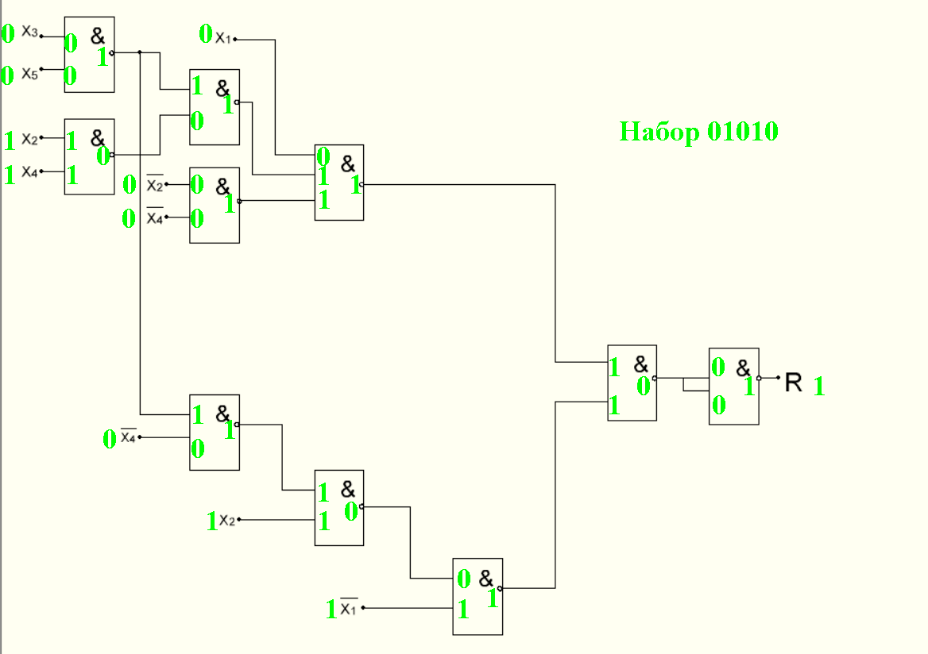 0 X₃ 0 & 1
0 X₅ 0
0 X₁
1 X₂ 1 & 0
1 X₄ 1
1 & 1
0
0 X̅₂ 0 & 1
0 X̅₄ 0
0 & 1
1
1
Набор 01010
1 & 0
1
0 & 1
0
R 1
1 & 1
0 X̅₄ 0
1 & 0
1 X₂ 1
0 & 1
1 X̅₁ 1